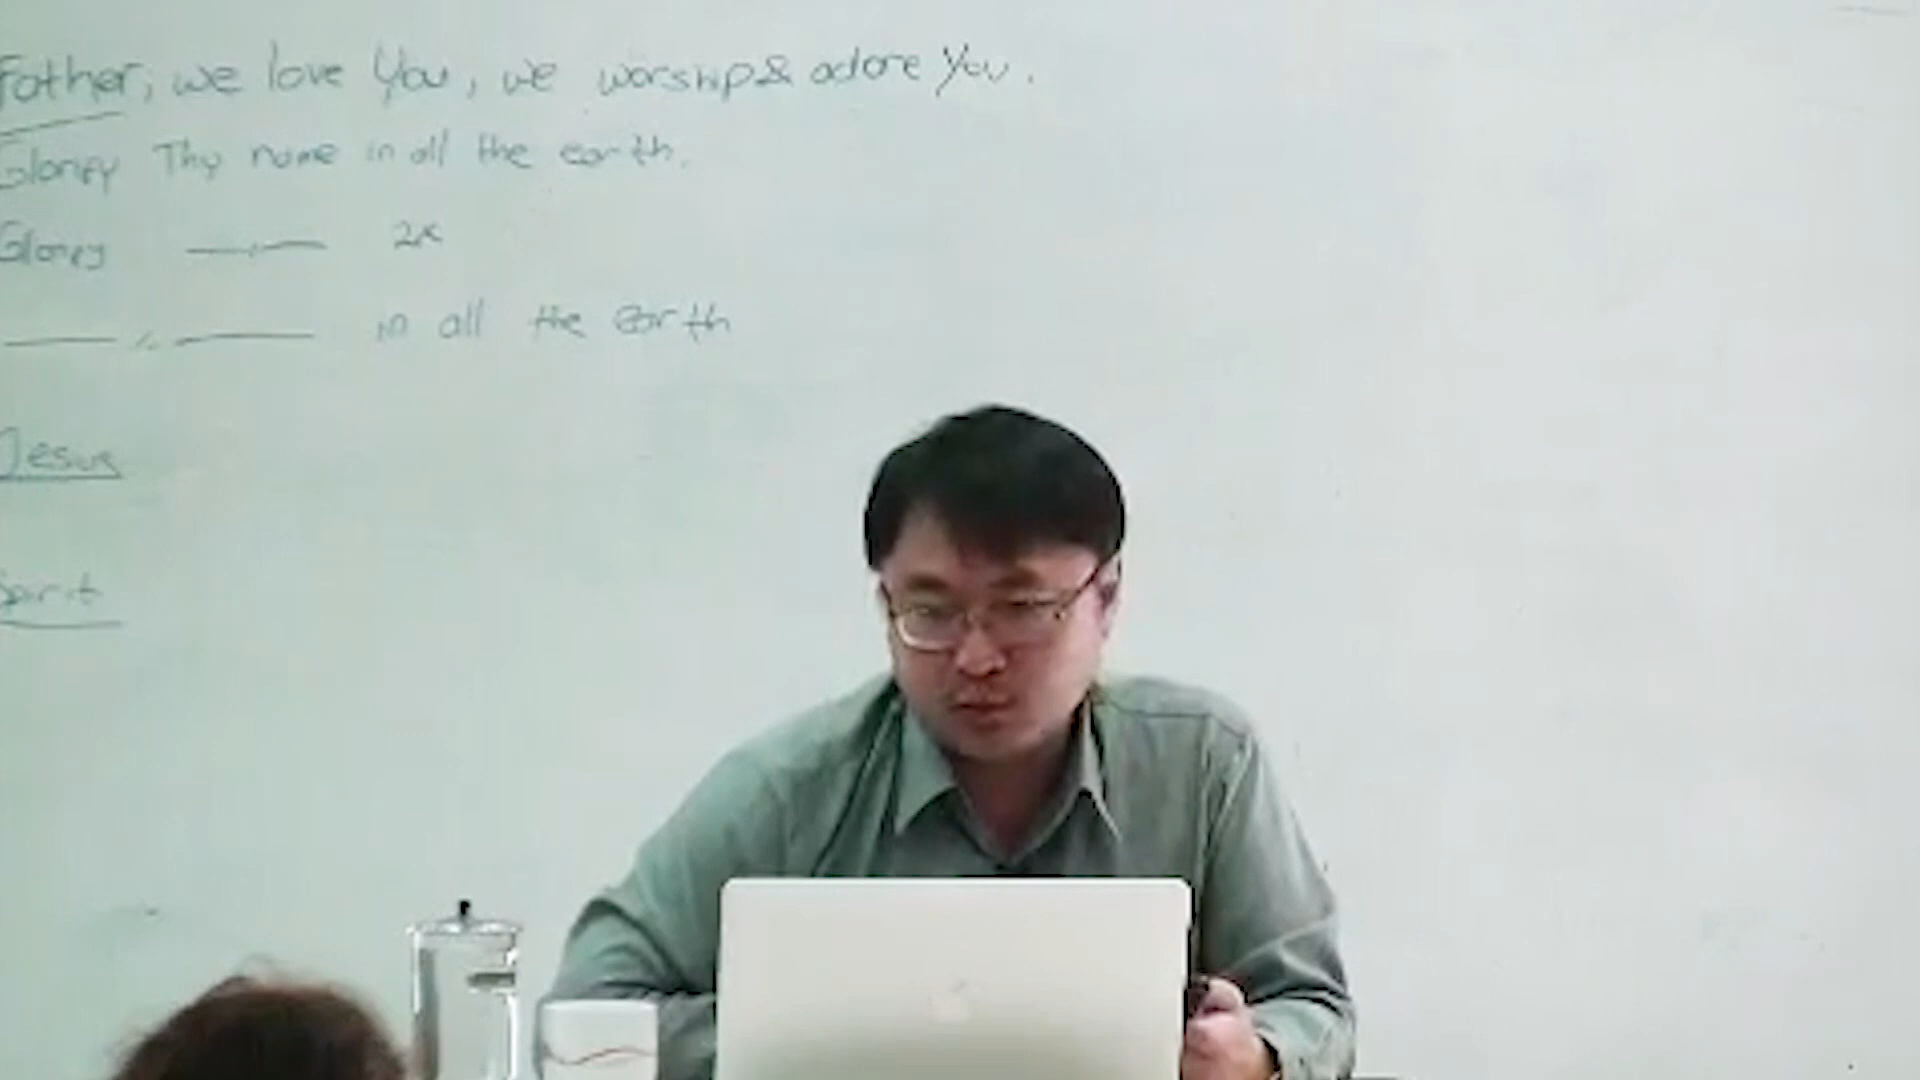 Father, we love You, we worship & adore You.
Glorify Thy name in all the earth.
Glorify 2x
in all the earth
Jesus
Spirit